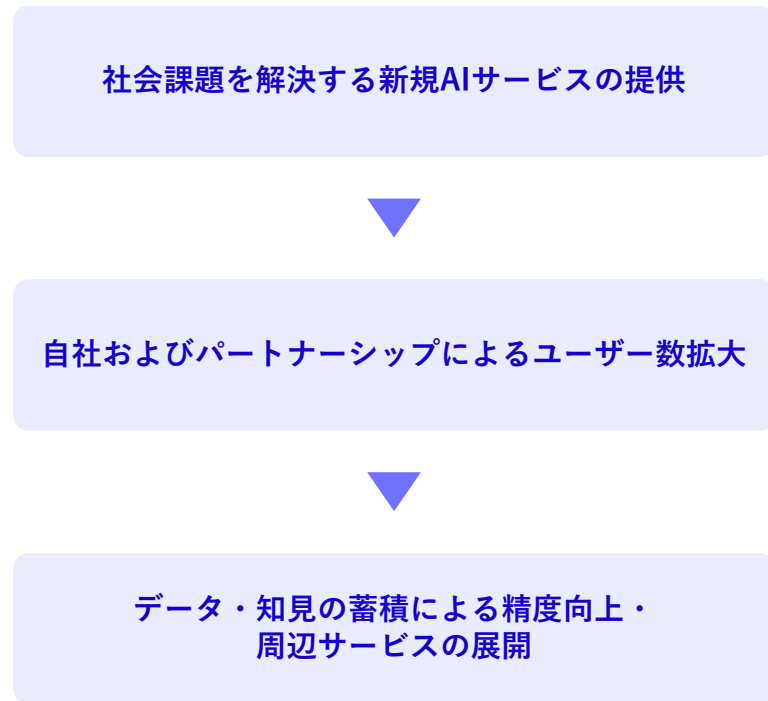 社会課題を解決する新規AIサービスの提供
自社およびパートナーシップによるユーザー数拡大
データ・知見の蓄積による精度向上・
周辺サービスの展開